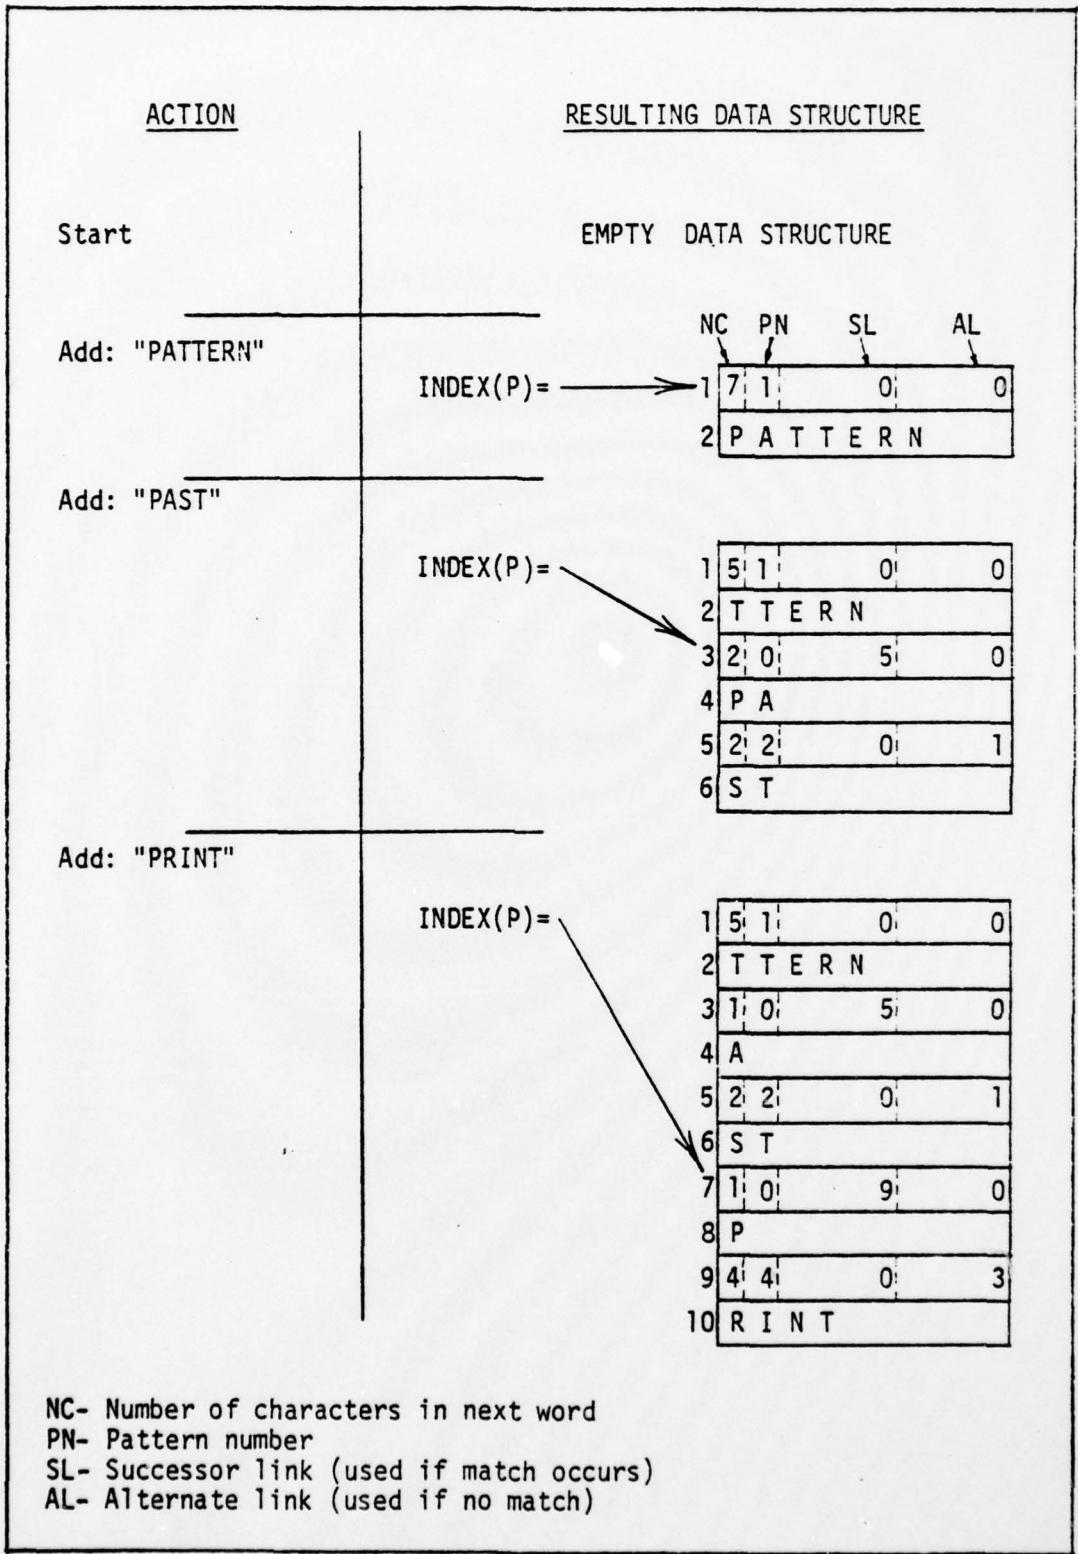 ACTION RESULTING DATA STRUCTURE
Start EMPTY DATA STRUCTURE
NC PN SL AL
Add: "PATTERN"
INDEX(P)= 1 7 1 0 0
2 P A T T E R N
Add: "PAST"
INDEX(P)= 1 5 1 0 0
2 T T E R N
3 2 0 5 0
4 P A
5 2 2 0 1
6 S T
Add: "PRINT"
INDEX(P)= 1 5 1 0 0
2 T T E R N
3 1 0 5 0
4 A
5 2 2 0 1
6 S T
7 1 0 9 0
8 P
9 4 4 0 3
10 R I N T
NC- Number of characters in next word
PN- Pattern number
SL- Successor link (used if match occurs)
AL- Alternate link (used if no match)